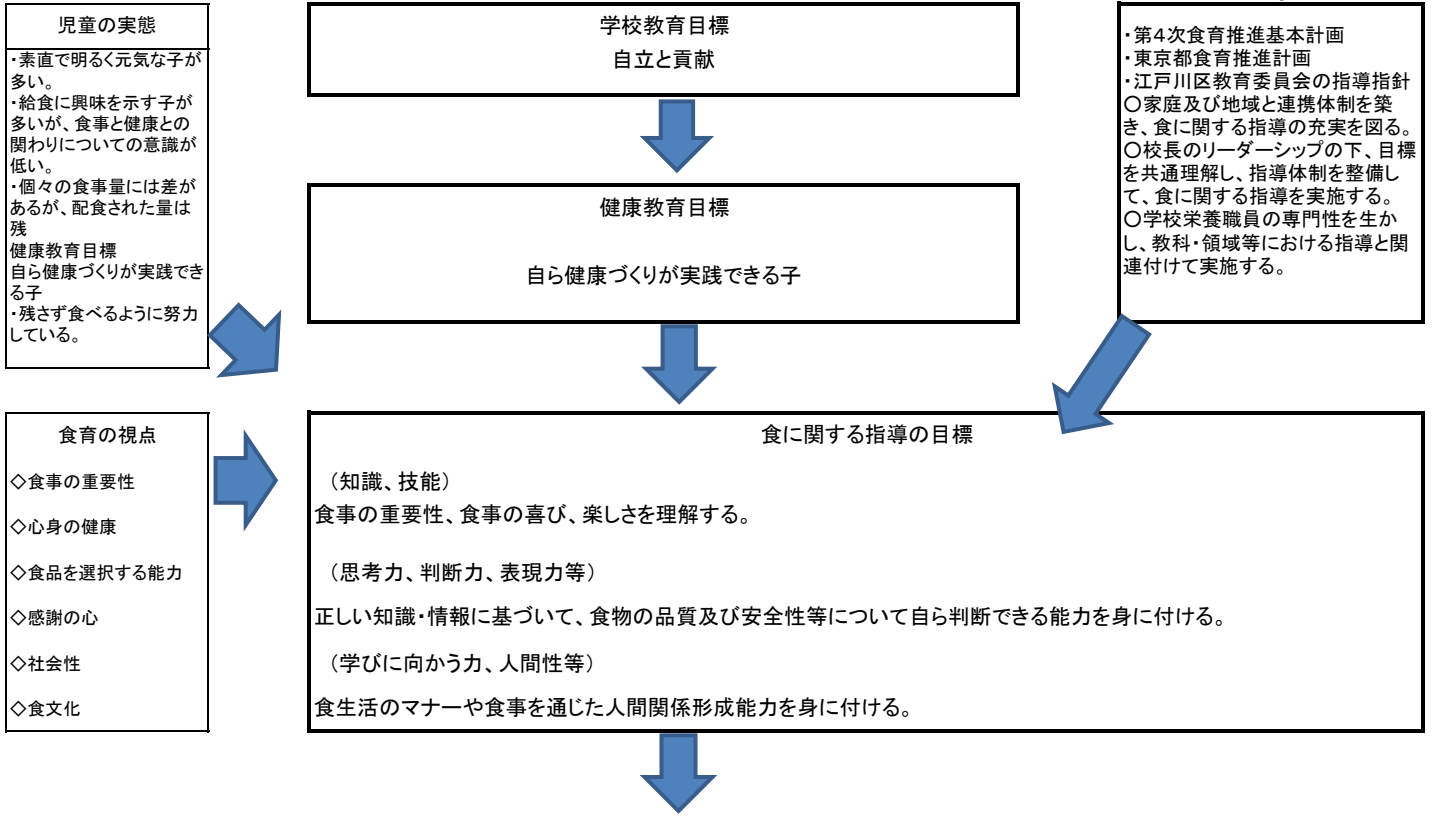 児童の実態
・素直で明るく元気な子が
多い。
・給食に興味を示す子が
多いが、食事と健康との
関わりについての意識が
低い。
・個々の食事量には差が
あるが、配食された量は
残
健康教育目標
自ら健康づくりが実践でき
る子
・残さず食べるように努力
している。
学校教育目標
自立と貢献
健康教育目標
自ら健康づくりが実践できる子
・第4次食育推進基本計画
・東京都食育推進計画
・江戸川区教育委員会の指導指針
〇家庭及び地域と連携体制を築
き、食に関する指導の充実を図る。
〇校長のリーダーシップの下、目標
を共通理解し、指導体制を整備し
て、食に関する指導を実施する。
〇学校栄養職員の専門性を生か
し、教科・領域等における指導と関
連付けて実施する。
食育の視点
◇食事の重要性
◇心身の健康
◇食品を選択する能力
◇感謝の心
◇社会性
◇食文化
食に関する指導の目標
（知識、技能）
食事の重要性、食事の喜び、楽しさを理解する。
（思考力、判断力、表現力等）
正しい知識・情報に基づいて、食物の品質及び安全性等について自ら判断できる能力を身に付ける。
（学びに向かう力、人間性等）
食生活のマナーや食事を通じた人間関係形成能力を身に付ける。